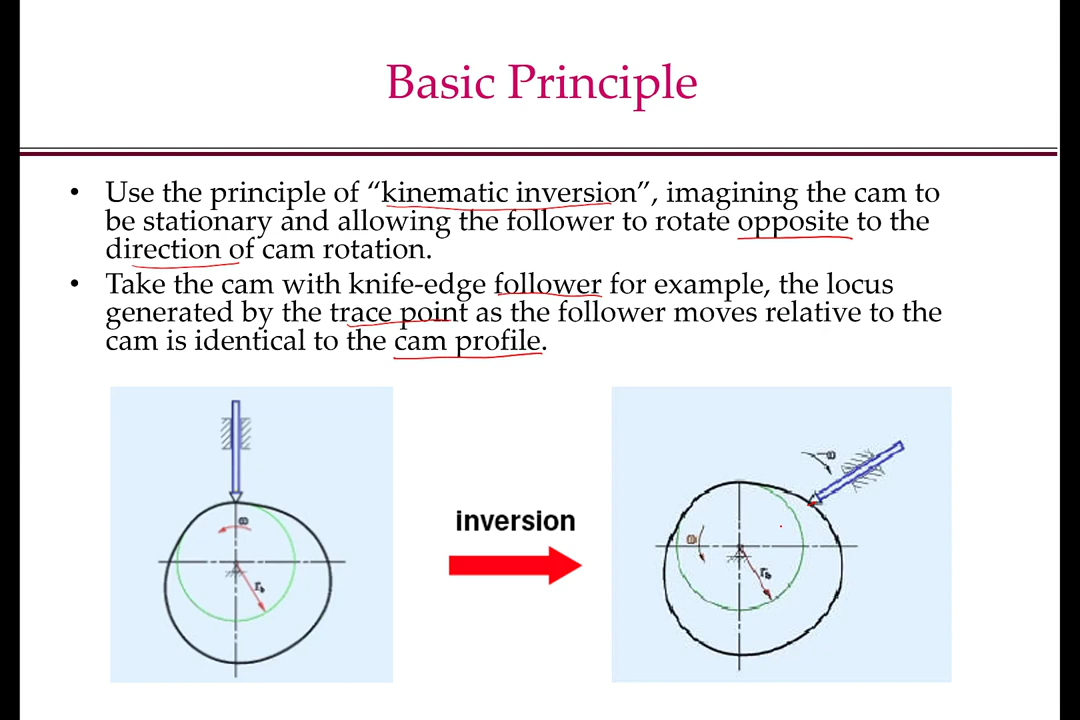 Basic Principle
• Use the principle of “kinematic inversion”, imagining the cam to
be stationary and allowing the follower to rotate opposite to the
direction of cam rotation.
• Take the cam with knife-edge follower for example, the locus
generated by the trace point as the follower moves relative to the
cam is identical to the cam profile.
ω
r_b
inversion
-ω
ω
r_b